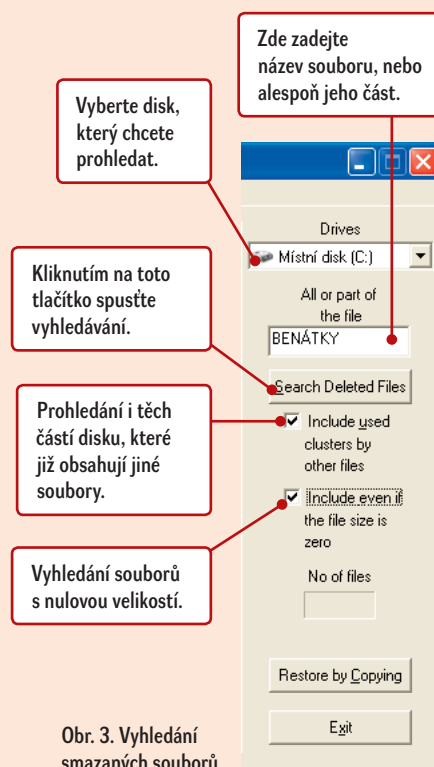 Zde zadejte
název souboru, nebo
alespoň jeho část.
Vyberte disk,
který chcete
prohledat.
Drives
Místní disk (C:)
Kliknutím na toto
tlačítko spusťte
vyhledávání.
All or part of
the file
BENÁTKY
Search Deleted Files
Prohledání i těch
částí disku, které
již obsahují jiné
soubory.
Include used
clusters by
other files
Include even if
the file size is
zero
Vyhledání souborů
s nulovou velikostí.
No of files
Restore by Copying
Exit
Obr. 3. Vyhledání
smazaných souborů